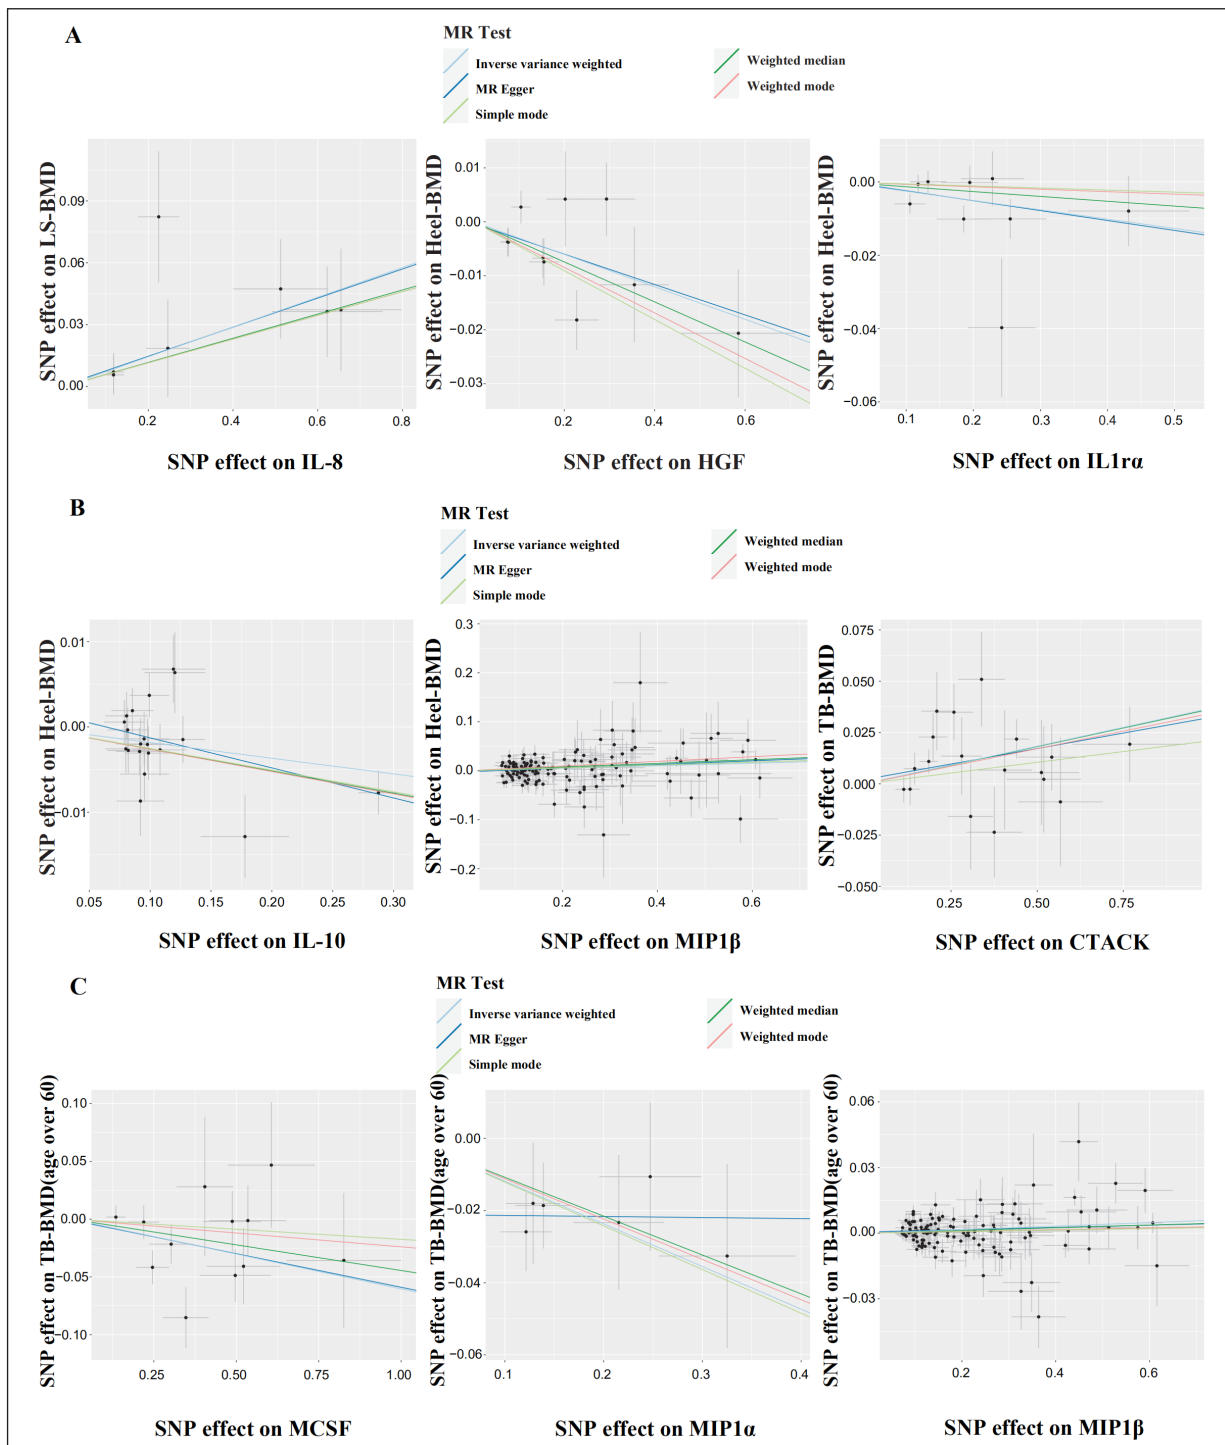 A
MR Test
Inverse variance weighted
MR Egger
Simple mode
Weighted median
Weighted mode
SNP effect on LS-BMD
0.09
0.06
0.03
0.00
0.2 0.4 0.6 0.8
SNP effect on IL-8
SNP effect on Heel-BMD
0.01
0.00
−0.01
−0.02
−0.03
0.0 0.2 0.4 0.6
SNP effect on HGF
SNP effect on Heel-BMD
0.00
−0.02
−0.04
−0.06
0.1 0.2 0.3 0.4 0.5
SNP effect on IL1rα
B
MR Test
Inverse variance weighted
MR Egger
Simple mode
Weighted median
Weighted mode
SNP effect on Heel-BMD
0.01
0.00
−0.01
0.05 0.10 0.15 0.20 0.25 0.30
SNP effect on IL-10
SNP effect on Heel-BMD
0.3
0.2
0.1
0.0
−0.1
−0.2
0.2 0.4 0.6
SNP effect on MIP1β
SNP effect on TB-BMD
0.075
0.050
0.025
0.000
−0.025
−0.050
0.25 0.50 0.75
SNP effect on CTACK
C
MR Test
Inverse variance weighted
MR Egger
Simple mode
Weighted median
Weighted mode
SNP effect on TB-BMD(age over 60)
0.10
0.05
0.00
−0.05
−0.10
0.25 0.50 0.75 1.00
SNP effect on MCSF
SNP effect on TB-BMD(age over 60)
0.00
−0.02
−0.04
−0.06
0.1 0.2 0.3 0.4
SNP effect on MIP1α
SNP effect on TB-BMD(age over 60)
0.06
0.03
0.00
−0.03
0.2 0.4 0.6
SNP effect on MIP1β